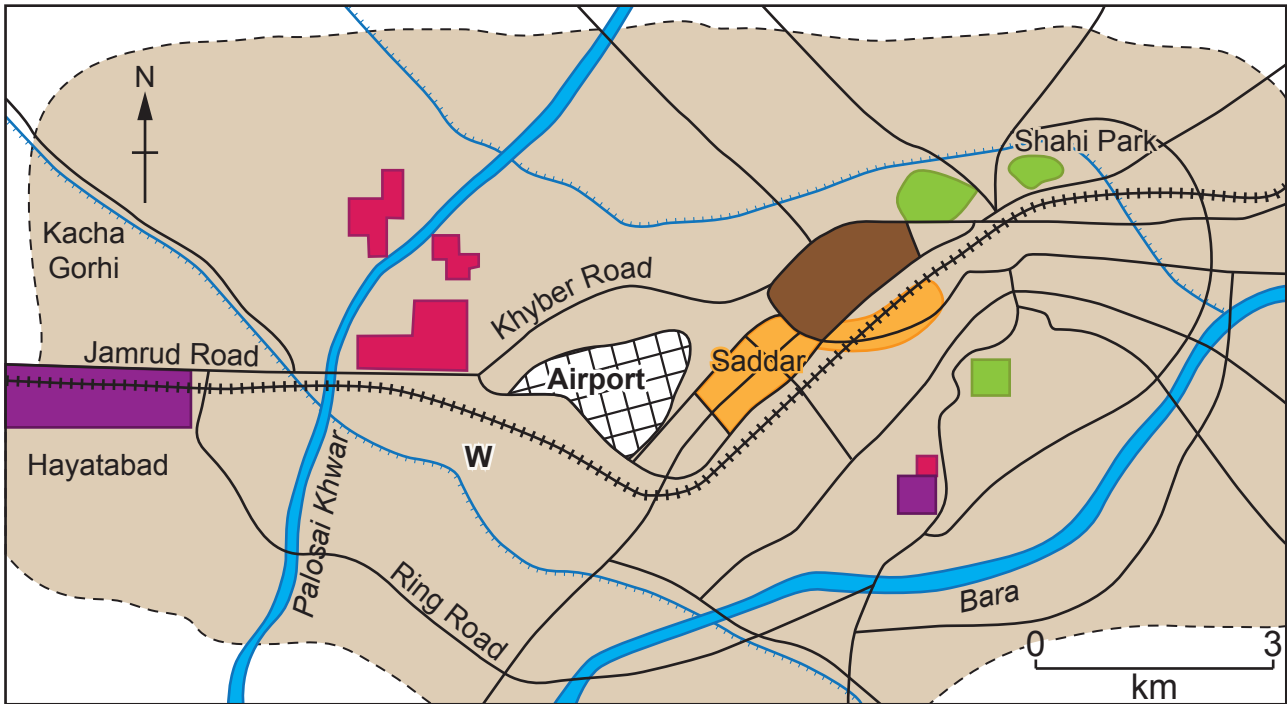 N
Shahi Park
Kacha
Gorhi
Khyber Road
Jamrud Road
Airport
Saddar
W
Hayatabad
Palosai Khwar
Ring Road
Bara
0 3
km